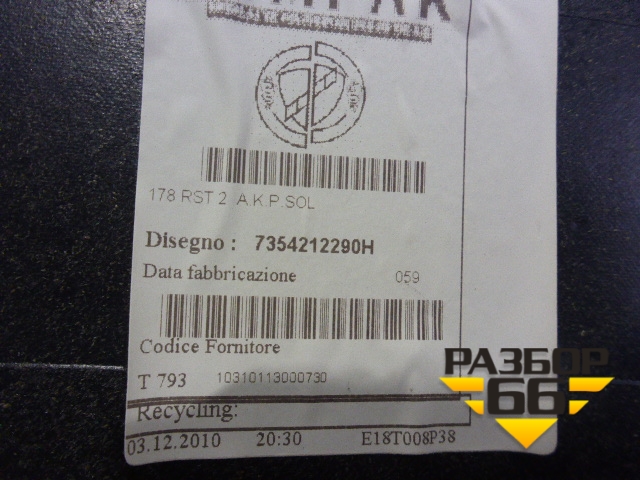 178 RST 2 A.K.P.SOL
Disegno : 7354212290H
Data fabbricazione 059
Codice Fornitore
T 793 10310113000730
Recycling:
03.12.2010 20:30 E18T008P38
РАЗБОР
66